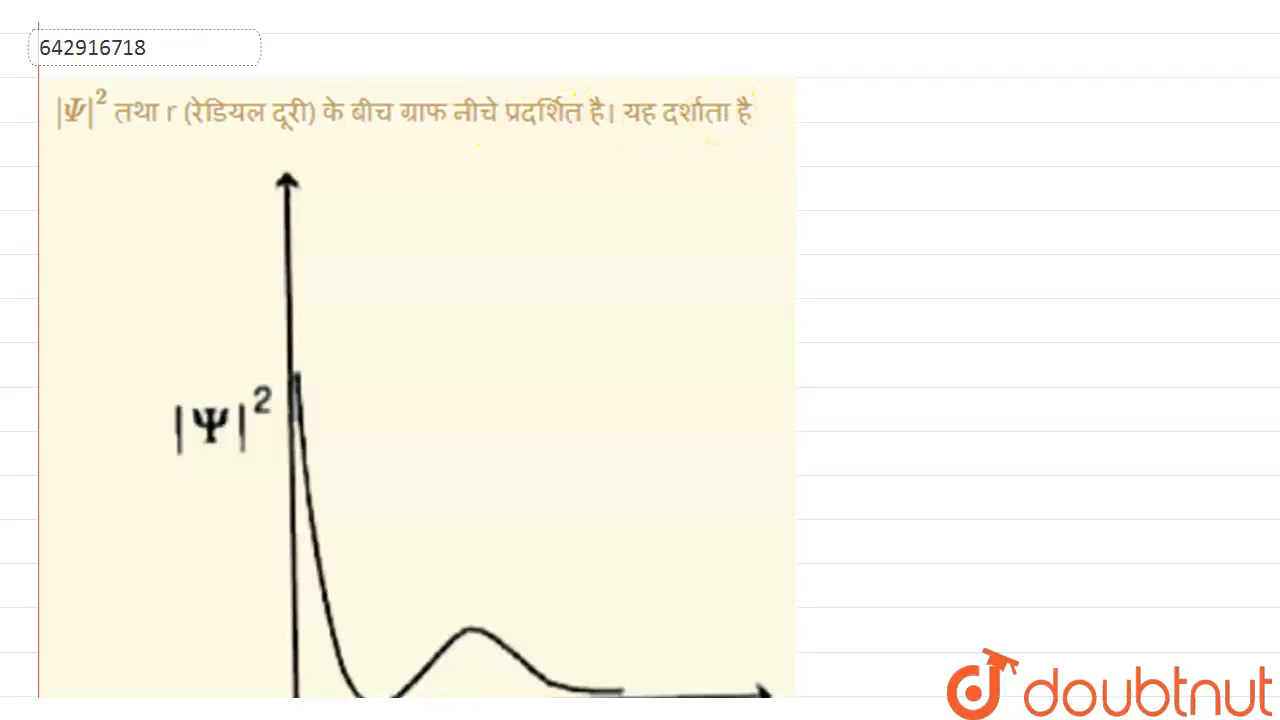 642916718
|Ψ|² तथा r (रेडियल दूरी) के बीच ग्राफ नीचे प्रदर्शित है। यह दर्शाता है
|Ψ|²
doubtnut